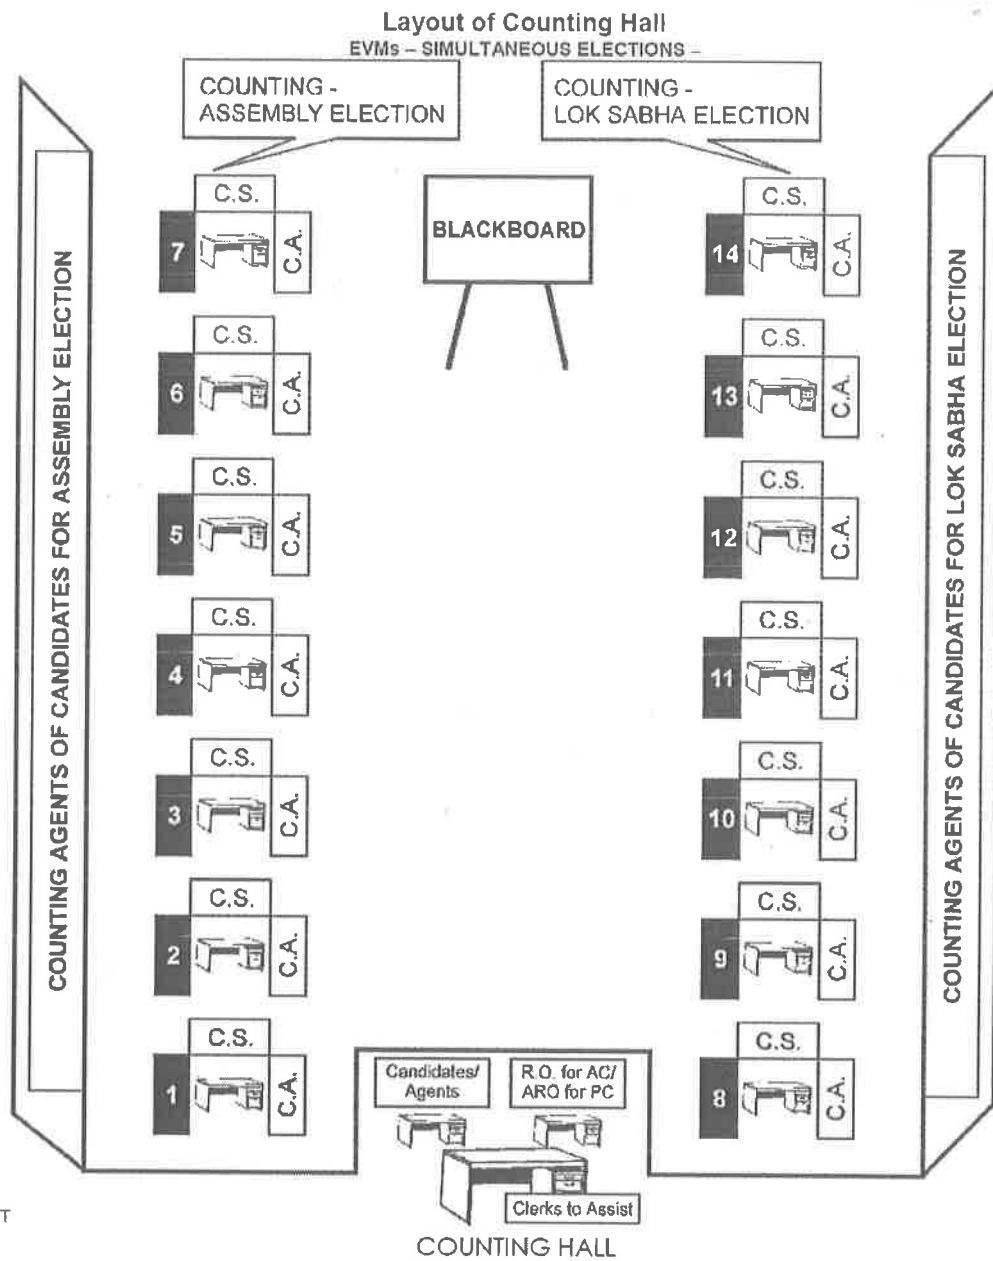 Layout of Counting Hall
EVMs – SIMULTANEOUS ELECTIONS –
COUNTING -
ASSEMBLY ELECTION
COUNTING -
LOK SABHA ELECTION
COUNTING AGENTS OF CANDIDATES FOR ASSEMBLY ELECTION
COUNTING AGENTS OF CANDIDATES FOR LOK SABHA ELECTION
BLACKBOARD
C.S.
7
C.A.
C.S.
14
C.A.
C.S.
6
C.A.
C.S.
13
C.A.
C.S.
5
C.A.
C.S.
12
C.A.
C.S.
4
C.A.
C.S.
11
C.A.
C.S.
3
C.A.
C.S.
10
C.A.
C.S.
2
C.A.
C.S.
9
C.A.
C.S.
1
C.A.
C.S.
8
C.A.
Candidates/
Agents
R.O. for AC/
ARO for PC
Clerks to Assist
T
COUNTING HALL